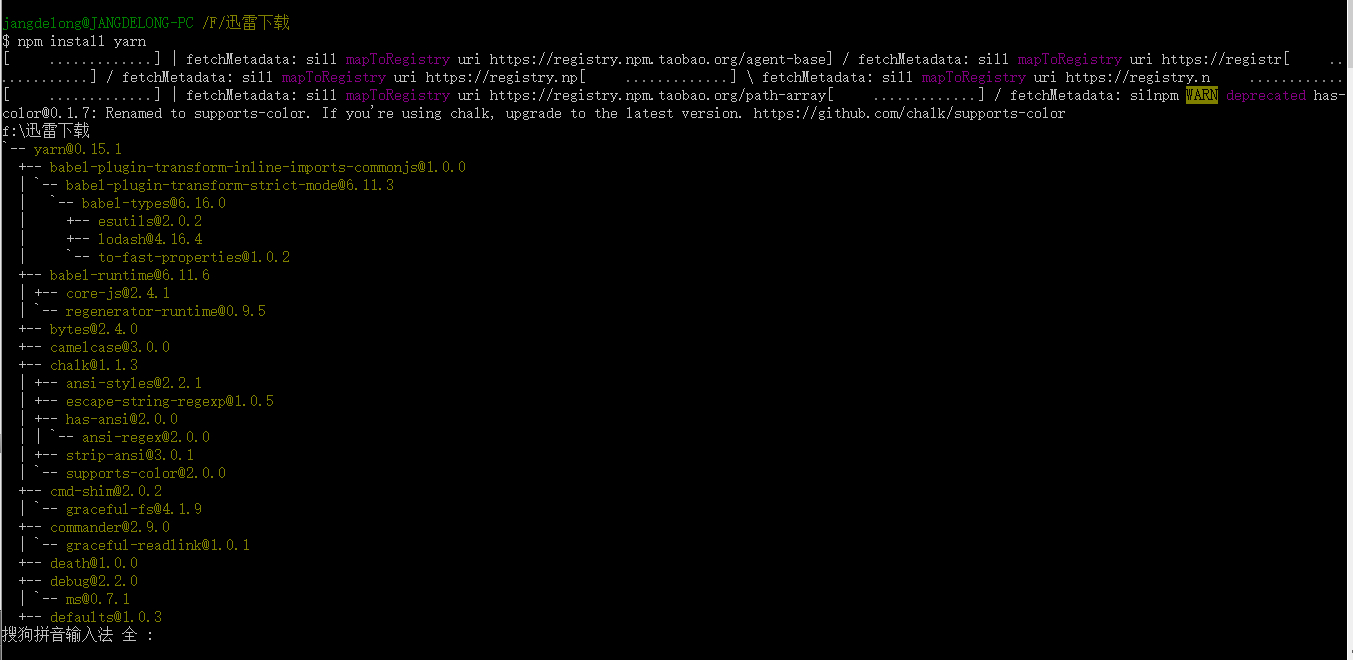 jangdelong@JANGDELONG-PC /F/迅雷下载
$ npm install yarn
[    .............] | fetchMetadata: sill mapToRegistry uri https://registry.npm.taobao.org/agent-base] / fetchMetadata: sill mapToRegistry uri https://registr[    ..
...........] / fetchMetadata: sill mapToRegistry uri https://registry.np[    .............] \ fetchMetadata: sill mapToRegistry uri https://registry.n    ............
[    .............] | fetchMetadata: sill mapToRegistry uri https://registry.npm.taobao.org/path-array[    .............] / fetchMetadata: silnpm WARN deprecated has-
color@0.1.7: Renamed to supports-color. If you're using chalk, upgrade to the latest version. https://github.com/chalk/supports-color
f:\迅雷下载
`-- yarn@0.15.1
  +-- babel-plugin-transform-inline-imports-commonjs@1.0.0
  | `-- babel-plugin-transform-strict-mode@6.11.3
  |   `-- babel-types@6.16.0
  |     +-- esutils@2.0.2
  |     +-- lodash@4.16.4
  |     `-- to-fast-properties@1.0.2
  +-- babel-runtime@6.11.6
  | +-- core-js@2.4.1
  | `-- regenerator-runtime@0.9.5
  +-- bytes@2.4.0
  +-- camelcase@3.0.0
  +-- chalk@1.1.3
  | +-- ansi-styles@2.2.1
  | +-- escape-string-regexp@1.0.5
  | +-- has-ansi@2.0.0
  | | `-- ansi-regex@2.0.0
  | +-- strip-ansi@3.0.1
  | `-- supports-color@2.0.0
  +-- cmd-shim@2.0.2
  | `-- graceful-fs@4.1.9
  +-- commander@2.9.0
  | `-- graceful-readlink@1.0.1
  +-- death@1.0.0
  +-- debug@2.2.0
  | `-- ms@0.7.1
  +-- defaults@1.0.3
搜狗拼音输入法 全 :